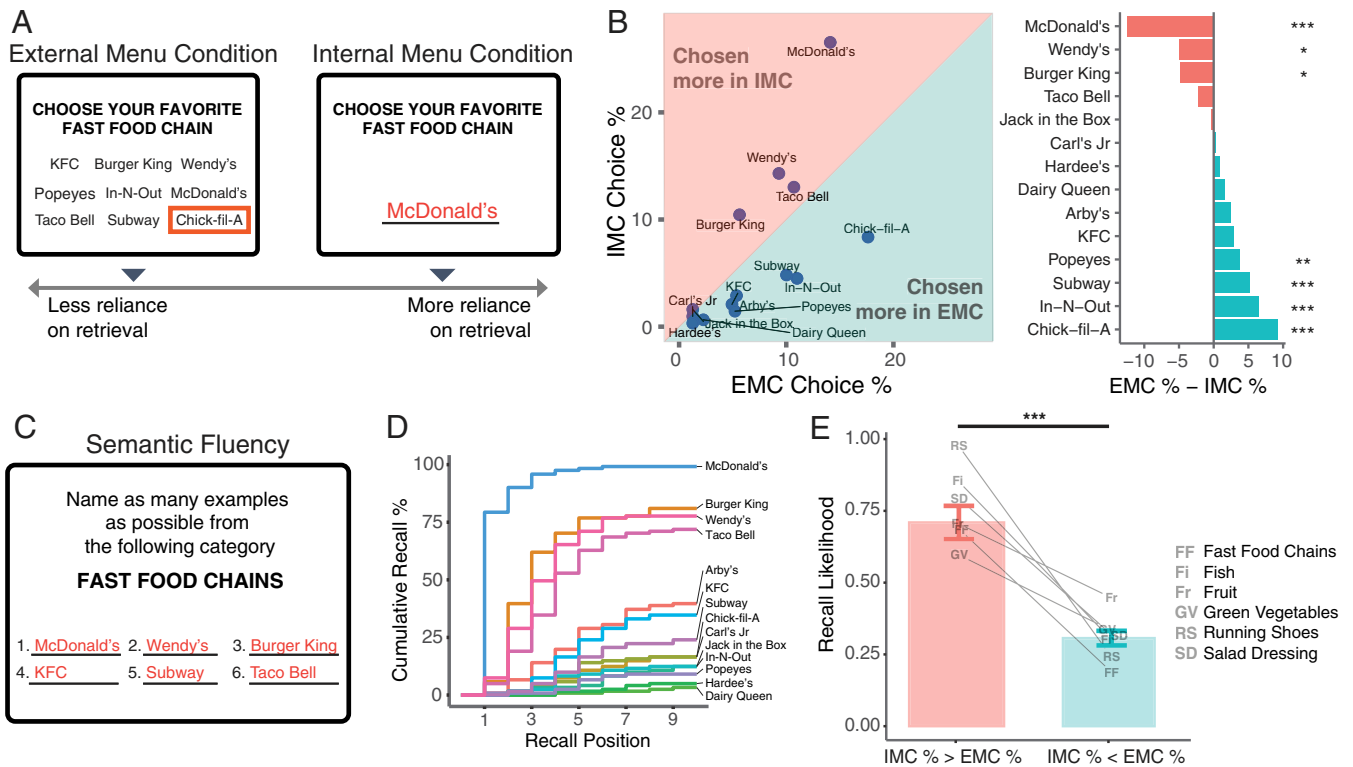 A
External Menu Condition
Internal Menu Condition
CHOOSE YOUR FAVORITE
FAST FOOD CHAIN
KFC Burger King Wendy's
Popeyes In-N-Out McDonald's
Taco Bell Subway Chick-fil-A
CHOOSE YOUR FAVORITE
FAST FOOD CHAIN
McDonald's
Less reliance
on retrieval
More reliance
on retrieval
B
IMC Choice %
20
10
0
Chosen
more in IMC
McDonald's
Wendy's
Taco Bell
Burger King
Chick−fil−A
Subway
In−N−Out
KFC
Chosen
more in EMC
Carl's Jr
Arby's
Popeyes
Jack in the Box
Hardee's
Dairy Queen
0 10 20
EMC Choice %
McDonald's ***
Wendy's *
Burger King *
Taco Bell
Jack in the Box
Carl's Jr
Hardee's
Dairy Queen
Arby's
KFC
Popeyes **
Subway ***
In−N−Out ***
Chick−fil−A ***
−10 −5 0 5 10
EMC % − IMC %
C
Semantic Fluency
Name as many examples
as possible from
the following category
FAST FOOD CHAINS
1. McDonald's 2. Wendy's 3. Burger King
4. KFC 5. Subway 6. Taco Bell
D
Cumulative Recall %
100
75
50
25
0
McDonald's
Burger King
Wendy's
Taco Bell
Arby's
KFC
Subway
Chick-fil-A
Carl's Jr
Jack in the Box
In-N-Out
Popeyes
Hardee's
Dairy Queen
1 3 5 7 9
Recall Position
E
***
Recall Likelihood
1.00
0.75
0.50
0.25
0.00
RS
Fi
SD
Fr
FF
GV
Fr
GV
SD
Fi
RS
FF
IMC % > EMC %
IMC % < EMC %
FF Fast Food Chains
Fi Fish
Fr Fruit
GV Green Vegetables
RS Running Shoes
SD Salad Dressing